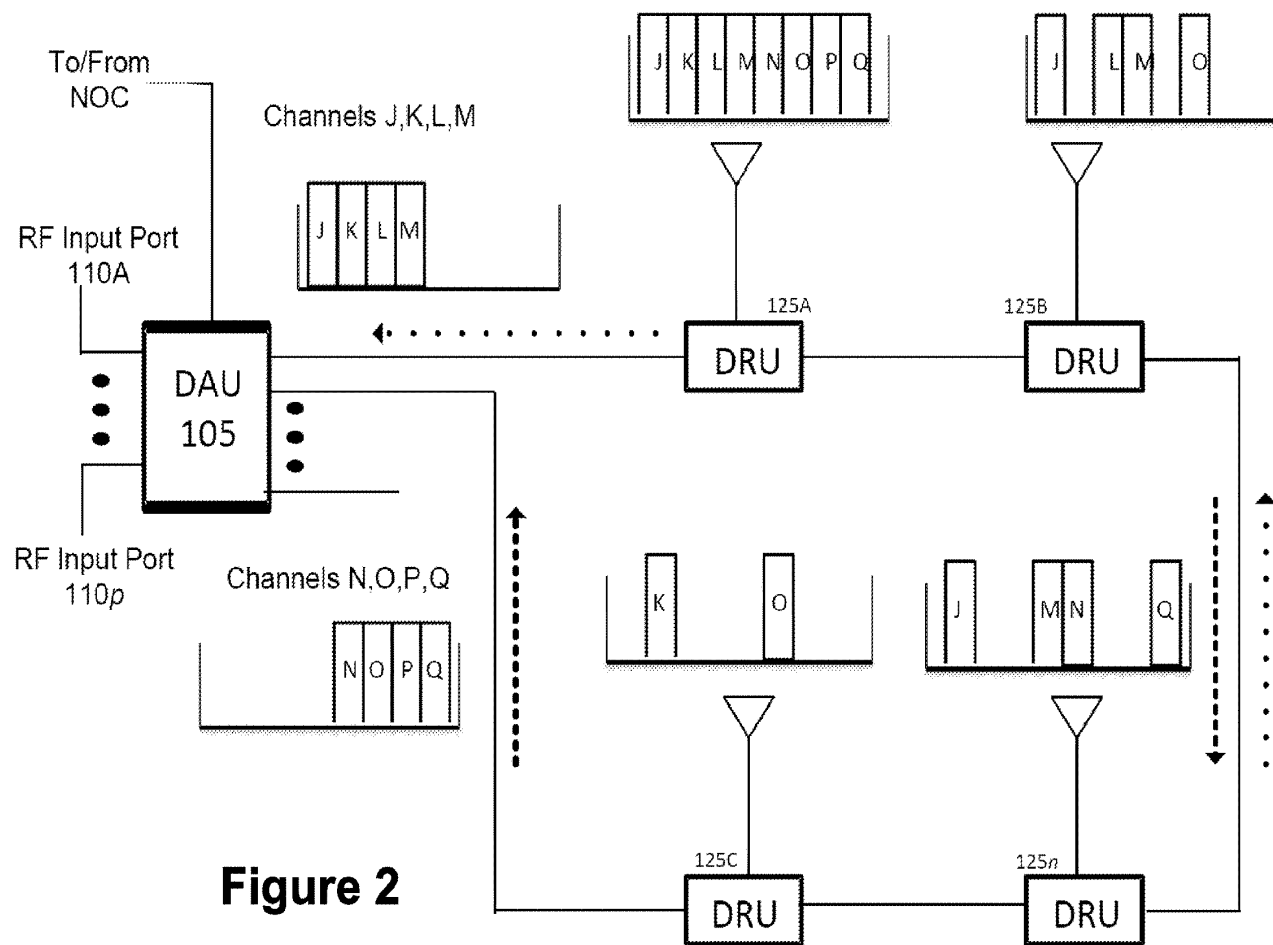 To/From
NOC
Channels J,K,L,M
J K L M N O P Q
J L M O
RF Input Port
110A
J K L M
DAU
105
125A
DRU
125B
DRU
RF Input Port
110p
Channels N,O,P,Q
N O P Q
K O
J M N Q
125C
DRU
125n
DRU
Figure 2